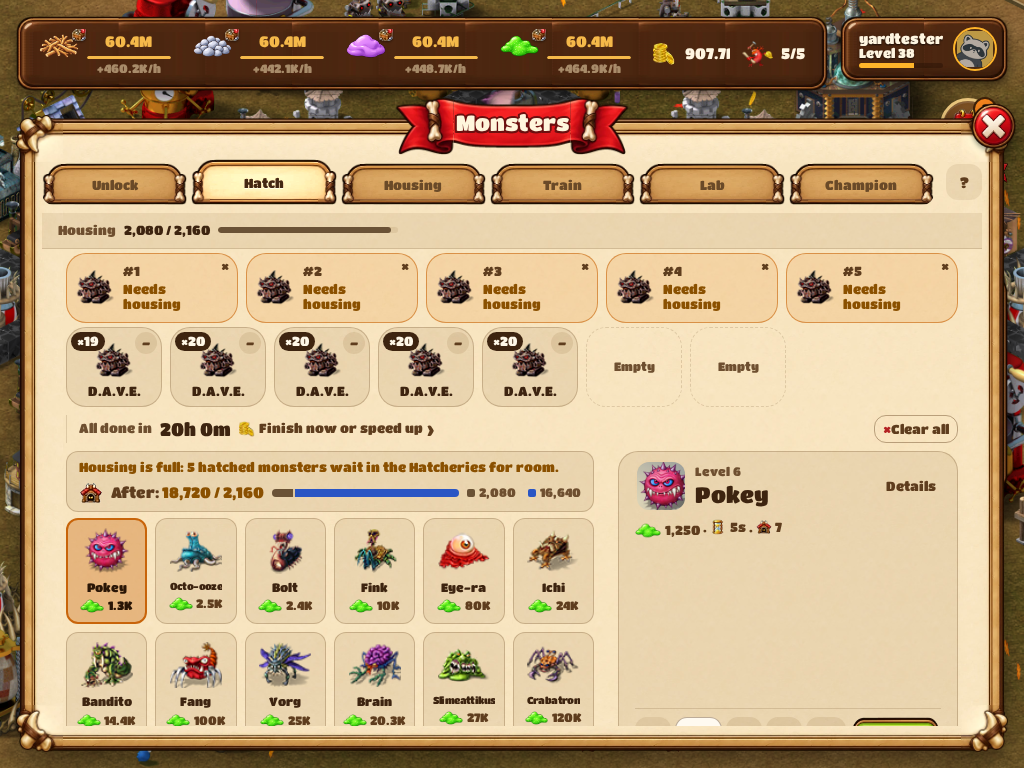 60.4M
+460.2K/h
60.4M
+442.1K/h
60.4M
+448.7K/h
60.4M
+464.9K/h
907.7
5/5
yardtester
Level 38
Monsters
Unlock
Hatch
Housing
Train
Lab
Champion
?
Housing 2,080 / 2,160
#1
Needs
housing
#2
Needs
housing
#3
Needs
housing
#4
Needs
housing
#5
Needs
housing
×19
D.A.V.E.
×20
D.A.V.E.
×20
D.A.V.E.
×20
D.A.V.E.
×20
D.A.V.E.
Empty
Empty
All done in 20h 0m Finish now or speed up ›
×Clear all
Housing is full: 5 hatched monsters wait in the Hatcheries for room.
After: 18,720 / 2,160
2,080
16,640
Level 6
Pokey
Details
1,250 · 5s · 7
Pokey
1.3K
Octo-ooze
2.5K
Bolt
2.4K
Fink
10K
Eye-ra
80K
Ichi
24K
Bandito
14.4K
Fang
100K
Vorg
25K
Brain
20.3K
Slimeattikus
27K
Crabatron
120K